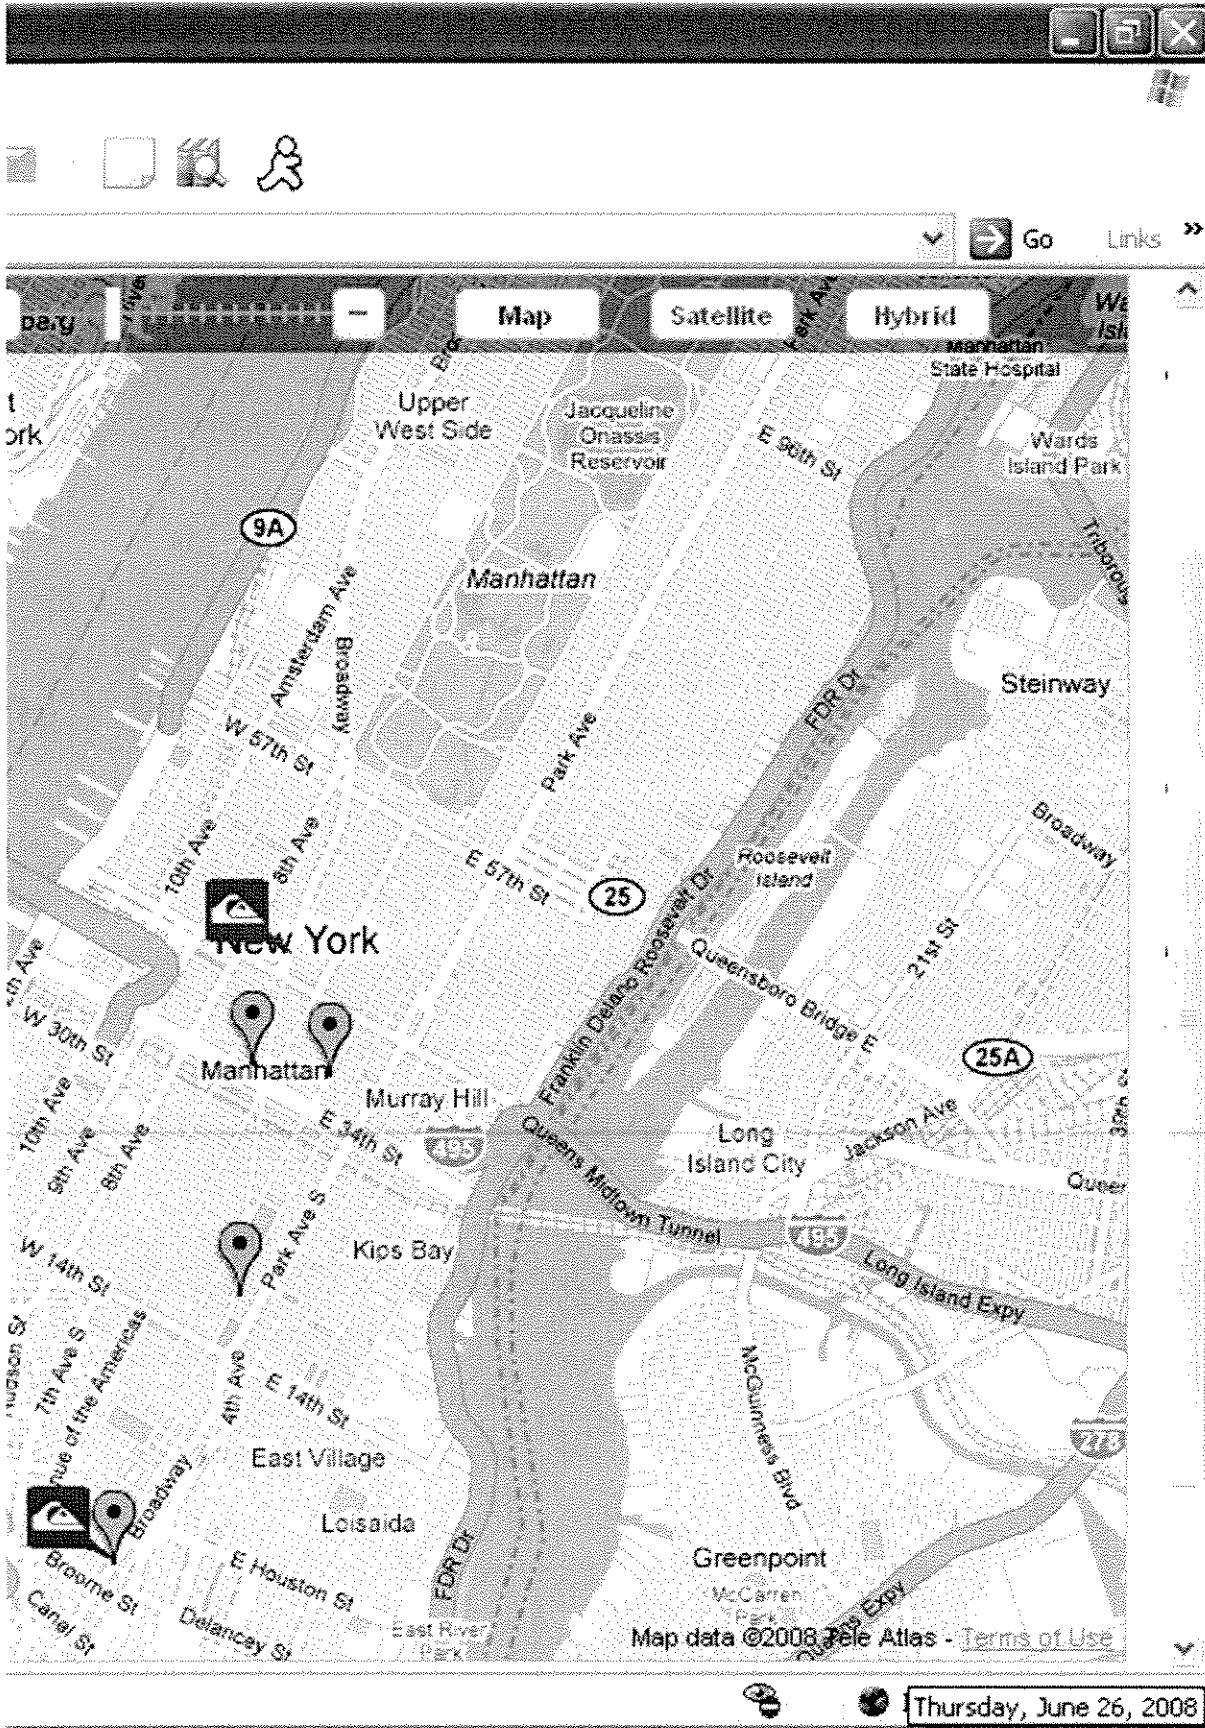 Go Links »
Map Satellite Hybrid
Manhattan
State Hospital
Upper
West Side
Jacqueline
Onassis
Reservoir
E 96th St
Wards
Island Park
9A
Manhattan
Amsterdam Ave
Broadway
Steinway
W 57th St
Park Ave
FDR Dr
10th Ave
8th Ave
E 57th St
25
Roosevelt
Island
Broadway
New York
Franklin Delano Roosevelt Dr
Queensboro Bridge E
21st St
W 30th St
Manhattan
25A
Murray Hill
E 34th St
495
10th Ave
9th Ave
8th Ave
Queens Midtown Tunnel
Long
Island City
Jackson Ave
Park Ave S
Kips Bay
495
Long Island Expy
W 14th St
7th Ave S
4th Ave
E 14th St
McGuinness Blvd
278
East Village
Broadway
Loisaida
Broome St
E Houston St
FDR Dr
Greenpoint
McCarren
Park
Canal St
Delancey St
East River
Park
Map data ©2008 Tele Atlas - Terms of Use
Thursday, June 26, 2008